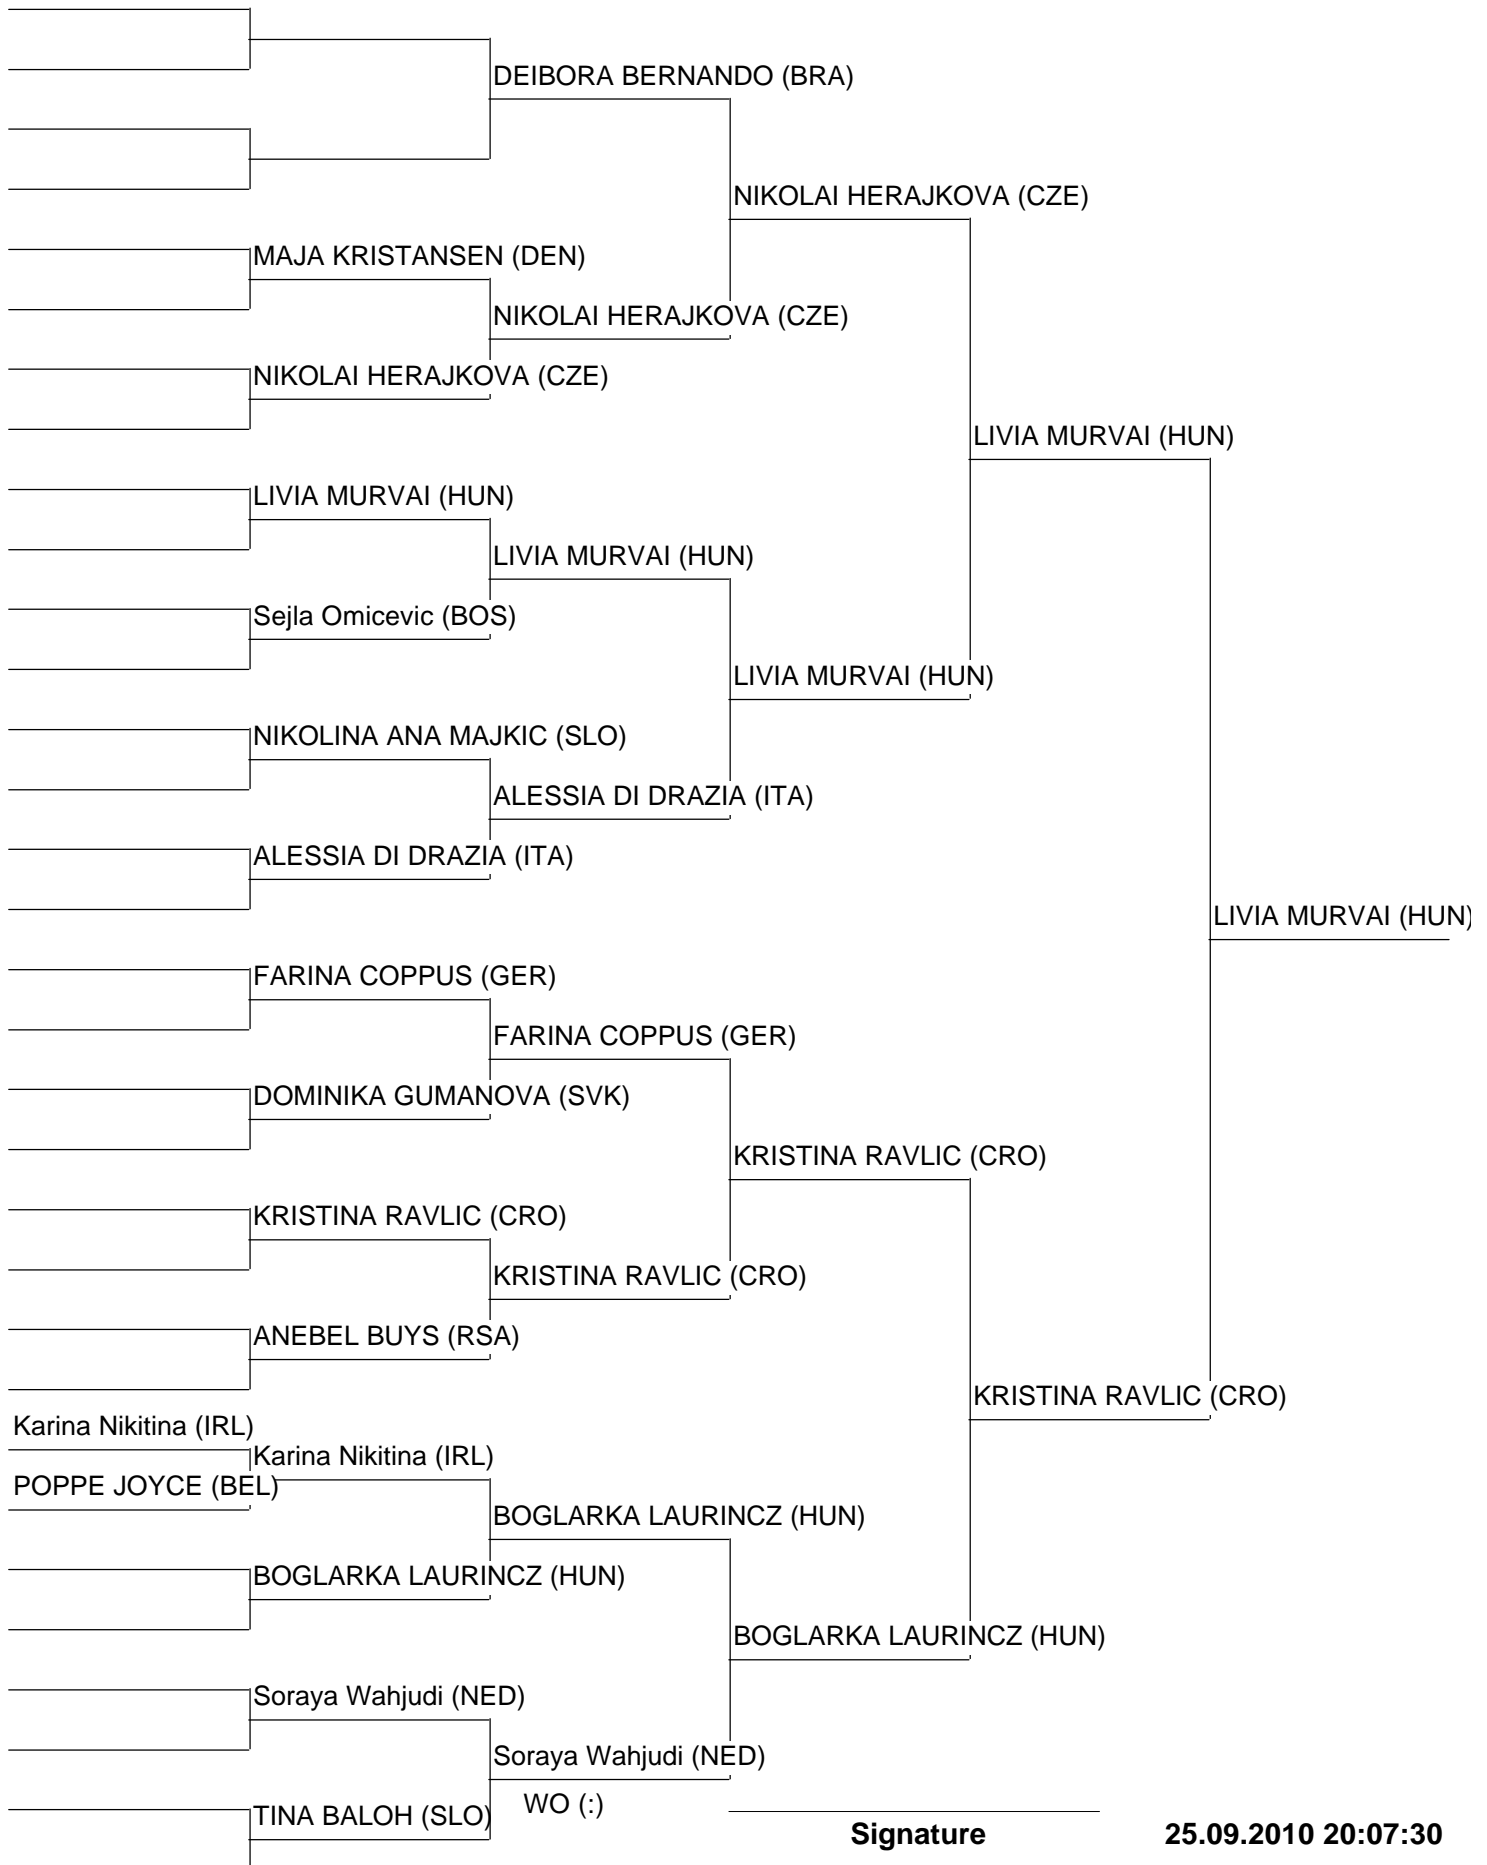 DEIBORA BERNANDO (BRA)
NIKOLAI HERAJKOVA (CZE)
MAJA KRISTANSEN (DEN)
NIKOLAI HERAJKOVA (CZE)
NIKOLAI HERAJKOVA (CZE)
LIVIA MURVAI (HUN)
LIVIA MURVAI (HUN)
LIVIA MURVAI (HUN)
Sejla Omicevic (BOS)
LIVIA MURVAI (HUN)
NIKOLINA ANA MAJKIC (SLO)
ALESSIA DI DRAZIA (ITA)
ALESSIA DI DRAZIA (ITA)
LIVIA MURVAI (HUN)
FARINA COPPUS (GER)
FARINA COPPUS (GER)
DOMINIKA GUMANOVA (SVK)
KRISTINA RAVLIC (CRO)
KRISTINA RAVLIC (CRO)
KRISTINA RAVLIC (CRO)
ANEBEL BUYS (RSA)
KRISTINA RAVLIC (CRO)
Karina Nikitina (IRL)
Karina Nikitina (IRL)
POPPE JOYCE (BEL)
BOGLARKA LAURINCZ (HUN)
BOGLARKA LAURINCZ (HUN)
BOGLARKA LAURINCZ (HUN)
Soraya Wahjudi (NED)
Soraya Wahjudi (NED)
WO (:)
TINA BALOH (SLO)
Signature
25.09.2010 20:07:30